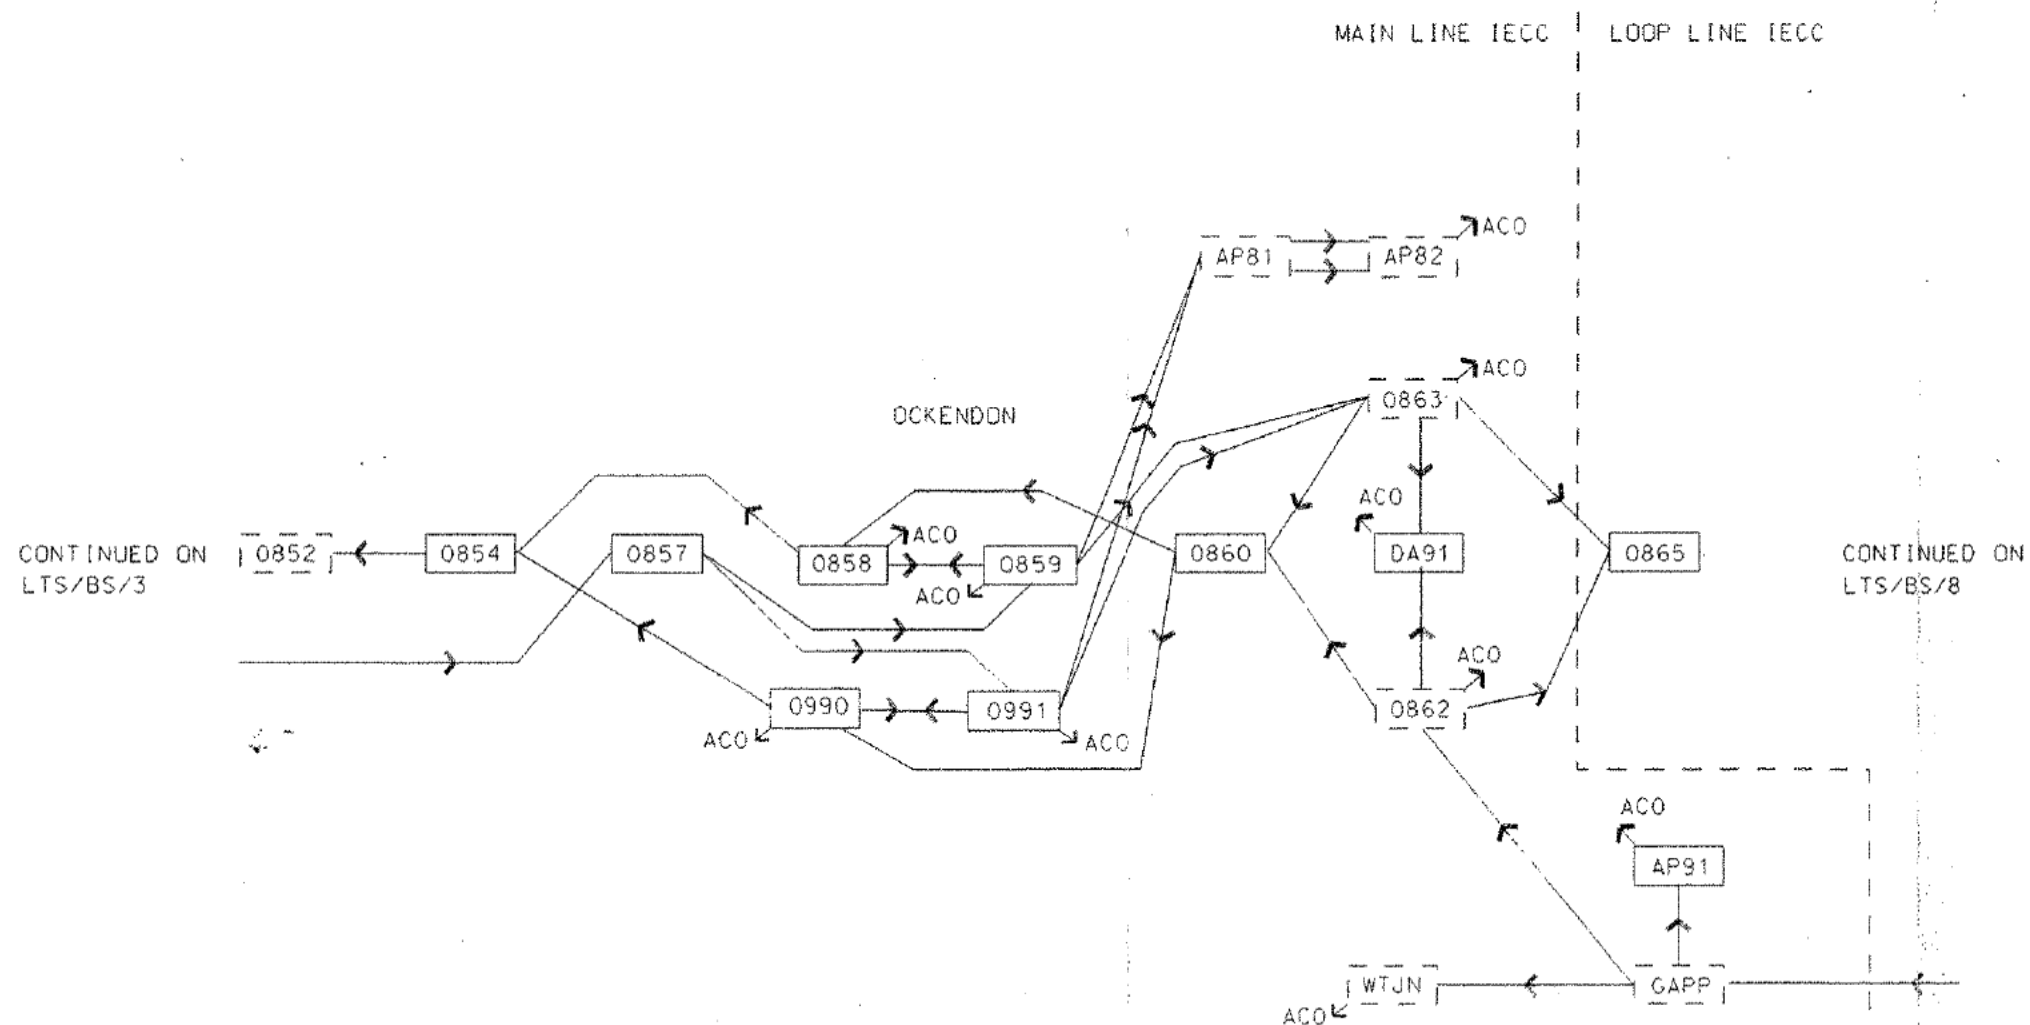 MAIN LINE IECC
LOOP LINE IECC
ACO
AP81
AP82
ACO
0863
OCKENDON
ACO
ACO
CONTINUED ON
LTS/BS/3
0852
0854
0857
0858
0859
0860
DA91
0865
CONTINUED ON
LTS/BS/8
ACO
ACO
0990
0991
0862
ACO
ACO
ACO
AP91
WTJN
GAPP
ACO